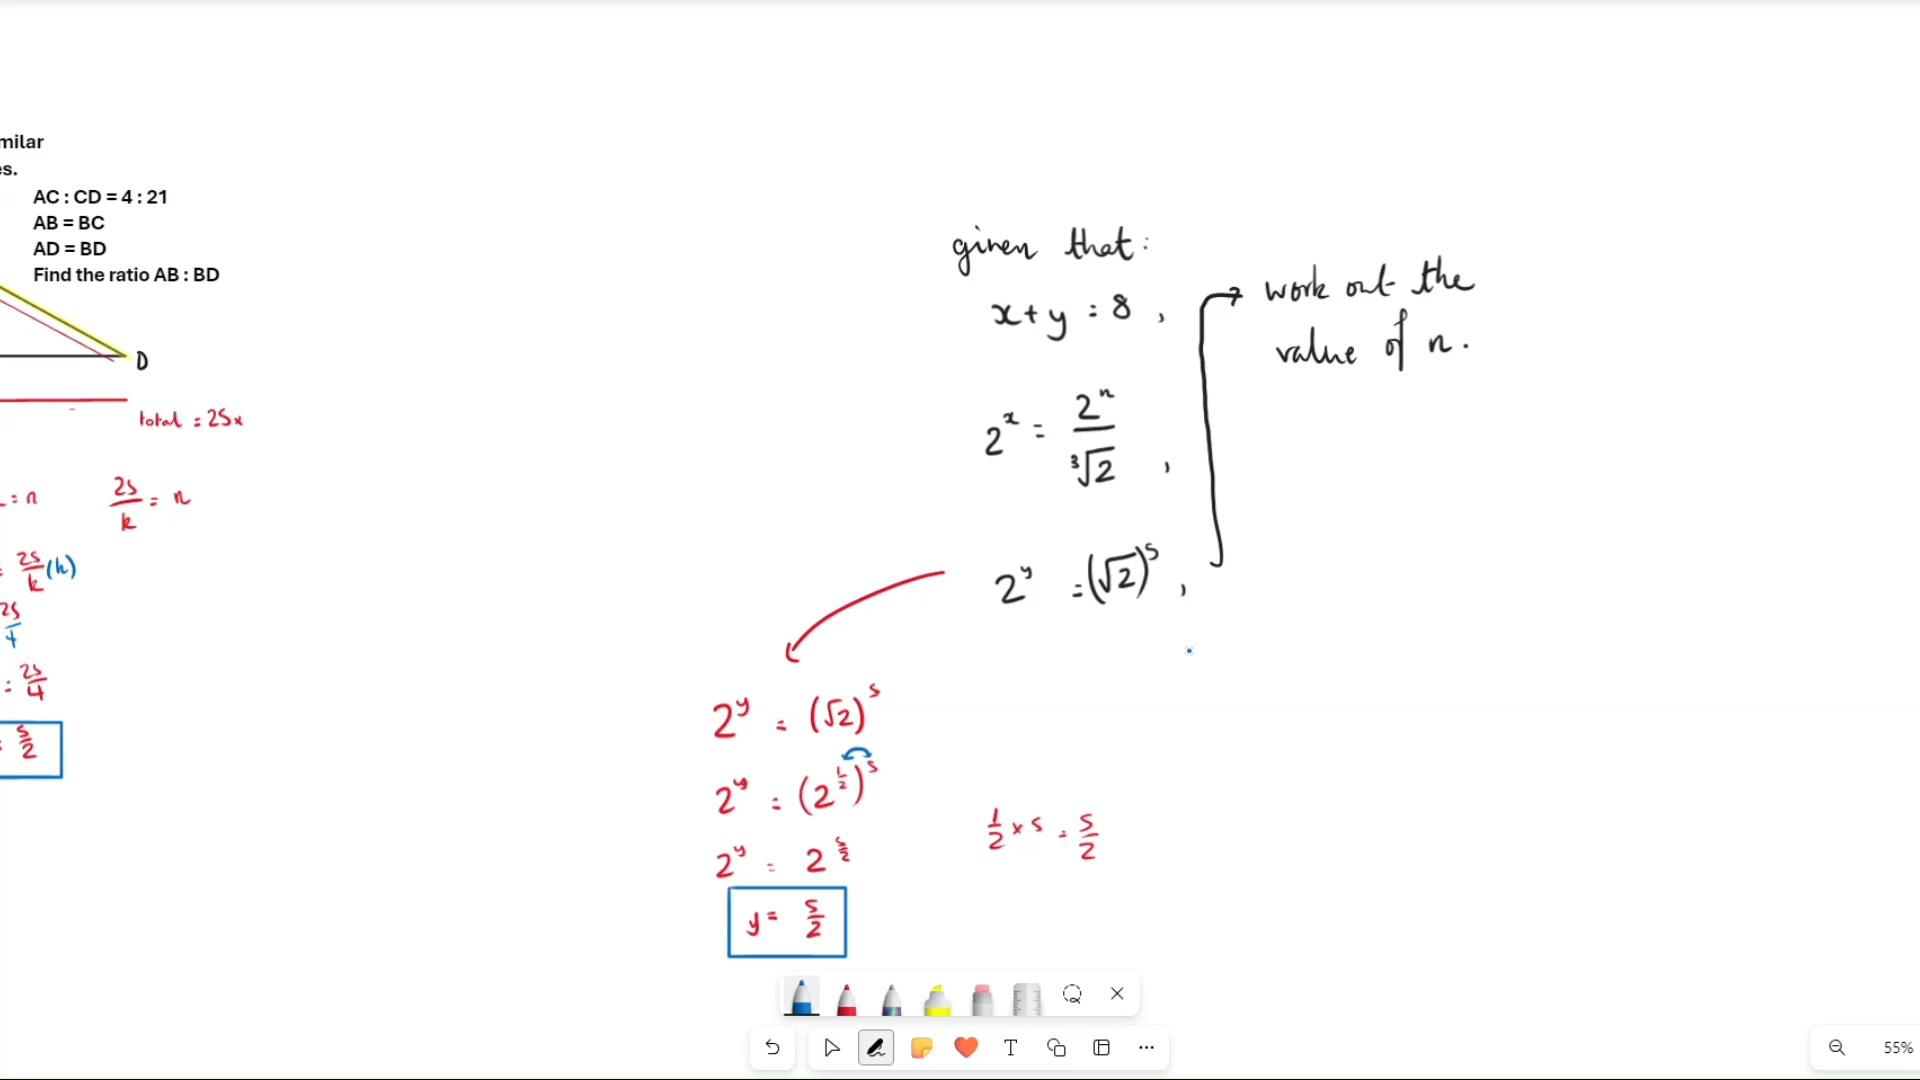 milar
es.
AC : CD = 4 : 21
AB = BC
AD = BD
Find the ratio AB : BD
D
total = 25x
= n
25/k = n
= 25/k (k)
25/4
= 25/4
= 5/2
given that:
x + y = 8 ,
2^x = 2^n / ³√2 ,
2^y = (√2)^5 ,
work out the
value of n.
2^y = (√2)^5
2^y = (2^(1/2))^5
2^y = 2^(5/2)
y = 5/2
1/2 × 5 = 5/2
T
55%